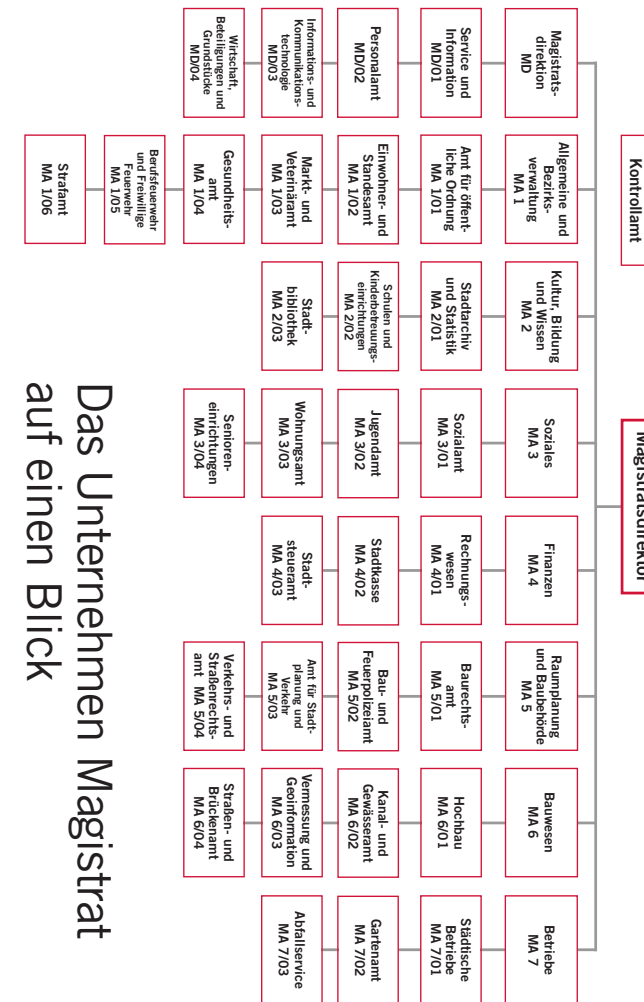 Kontrollamt
Magistratsdirektor
Magistrats-
direktion
MD
Service und
Information
MD/01
Personalamt
MD/02
Informations- und
Kommunikations-
technologie
MD/03
Wirtschaft,
Beteiligungen und
Grundstücke
MD/04
Allgemeine und
Bezirks-
verwaltung
MA 1
Amt für öffent-
liche Ordnung
MA 1/01
Einwohner- und
Standesamt
MA 1/02
Markt- und
Veterinäramt
MA 1/03
Gesundheits-
amt
MA 1/04
Berufsfeuerwehr
und Freiwillige
Feuerwehr
MA 1/05
Strafamt
MA 1/06
Kultur, Bildung
und Wissen
MA 2
Stadtarchiv
und Statistik
MA 2/01
Schulen und
Kinderbetreuungs-
einrichtungen
MA 2/02
Stadt-
bibliothek
MA 2/03
Soziales
MA 3
Sozialamt
MA 3/01
Jugendamt
MA 3/02
Wohnungsamt
MA 3/03
Senioren-
einrichtungen
MA 3/04
Finanzen
MA 4
Rechnungs-
wesen
MA 4/01
Stadtkasse
MA 4/02
Stadt-
steueramt
MA 4/03
Raumplanung
und Baubehörde
MA 5
Baurechts-
amt
MA 5/01
Bau- und
Feuerpolizeiamt
MA 5/02
Amt für Stadt-
planung und
Verkehr
MA 5/03
Verkehrs- und
Straßenrechts-
amt MA 5/04
Bauwesen
MA 6
Hochbau
MA 6/01
Kanal- und
Gewässeramt
MA 6/02
Vermessung und
Geoinformation
MA 6/03
Straßen- und
Brückenamt
MA 6/04
Betriebe
MA 7
Städtische
Betriebe
MA 7/01
Gartenamt
MA 7/02
Abfallservice
MA 7/03
Das Unternehmen Magistrat
auf einen Blick